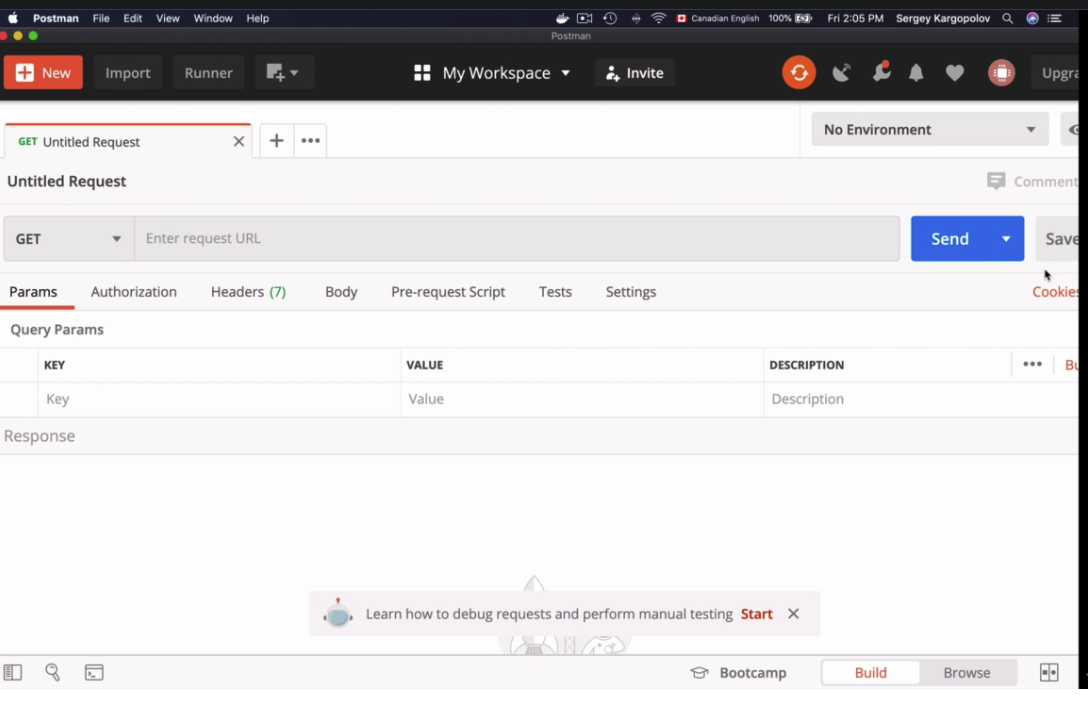 Postman File Edit View Window Help Canadian English 100% Fri 2:05 PM Sergey Kargopolov
Postman
New Import Runner My Workspace Invite Upgra
GET Untitled Request No Environment
Untitled Request Comment
GET Enter request URL Send Save
Params Authorization Headers (7) Body Pre-request Script Tests Settings Cookies
Query Params
KEY VALUE DESCRIPTION Bu
Key Value Description
Response
Learn how to debug requests and perform manual testing Start
Bootcamp Build Browse